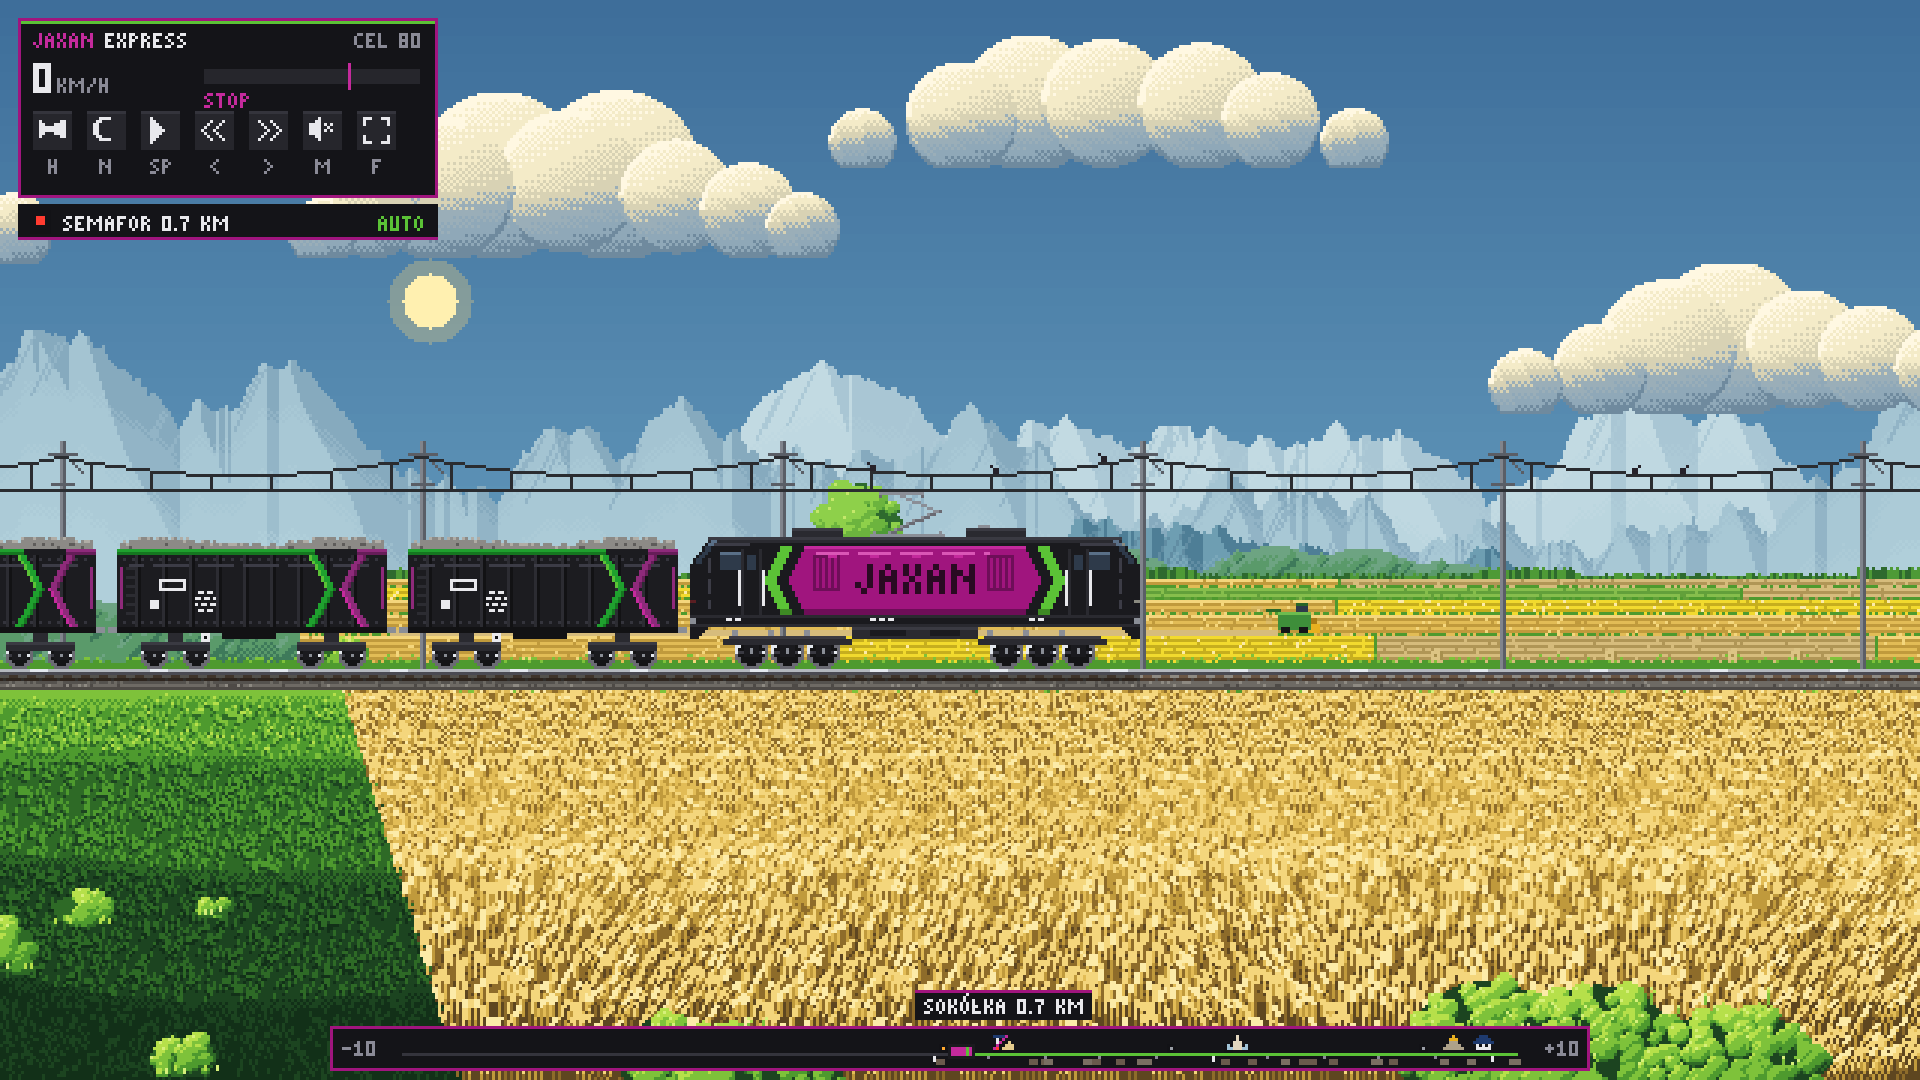 JAXAN EXPRESS CEL 80
0 KM/H
STOP
H N SP < > M F
SEMAFOR 0.7 KM AUTO
JAXAN
SOKÓŁKA 0.7 KM
-10 +10